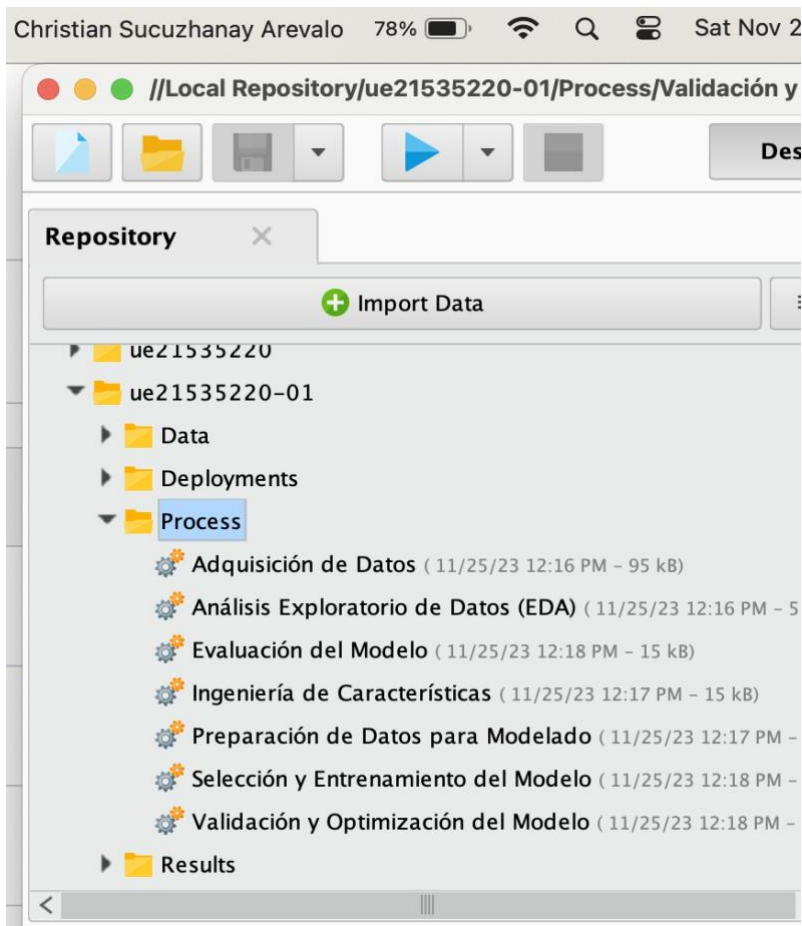 Christian Sucuzhanay Arevalo 78% Sat Nov 2
//Local Repository/ue21535220-01/Process/Validación y
Des
Repository
Import Data
ue21535220
ue21535220-01
Data
Deployments
Process
Adquisición de Datos ( 11/25/23 12:16 PM – 95 kB)
Análisis Exploratorio de Datos (EDA) ( 11/25/23 12:16 PM – 5
Evaluación del Modelo ( 11/25/23 12:18 PM – 15 kB)
Ingeniería de Características ( 11/25/23 12:17 PM – 15 kB)
Preparación de Datos para Modelado ( 11/25/23 12:17 PM –
Selección y Entrenamiento del Modelo ( 11/25/23 12:18 PM –
Validación y Optimización del Modelo ( 11/25/23 12:18 PM –
Results